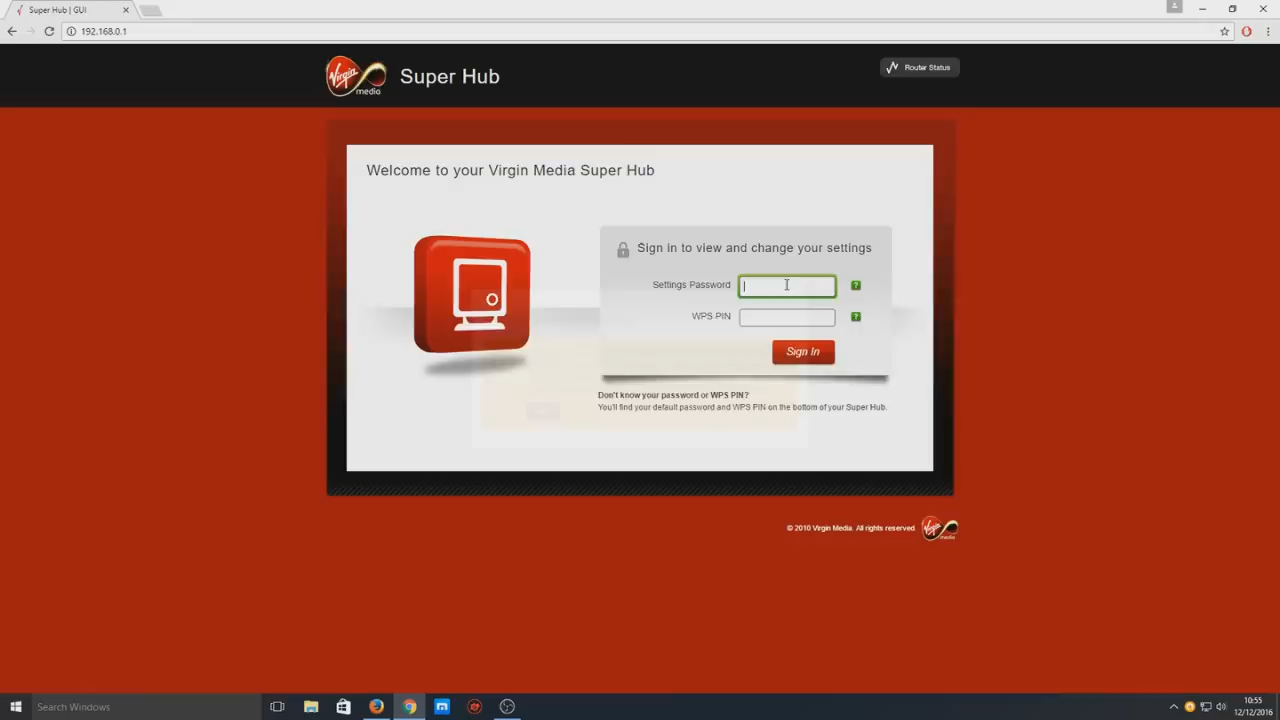 Super Hub | GUI
192.168.0.1
Virgin
media
Super Hub
Router Status
Welcome to your Virgin Media Super Hub
Sign in to view and change your settings
Settings Password
?
WPS PIN
?
Sign In
Don't know your password or WPS PIN?
You'll find your default password and WPS PIN on the bottom of your Super Hub.
© 2010 Virgin Media. All rights reserved.
Virgin
media
Search Windows
10:55
12/12/2016